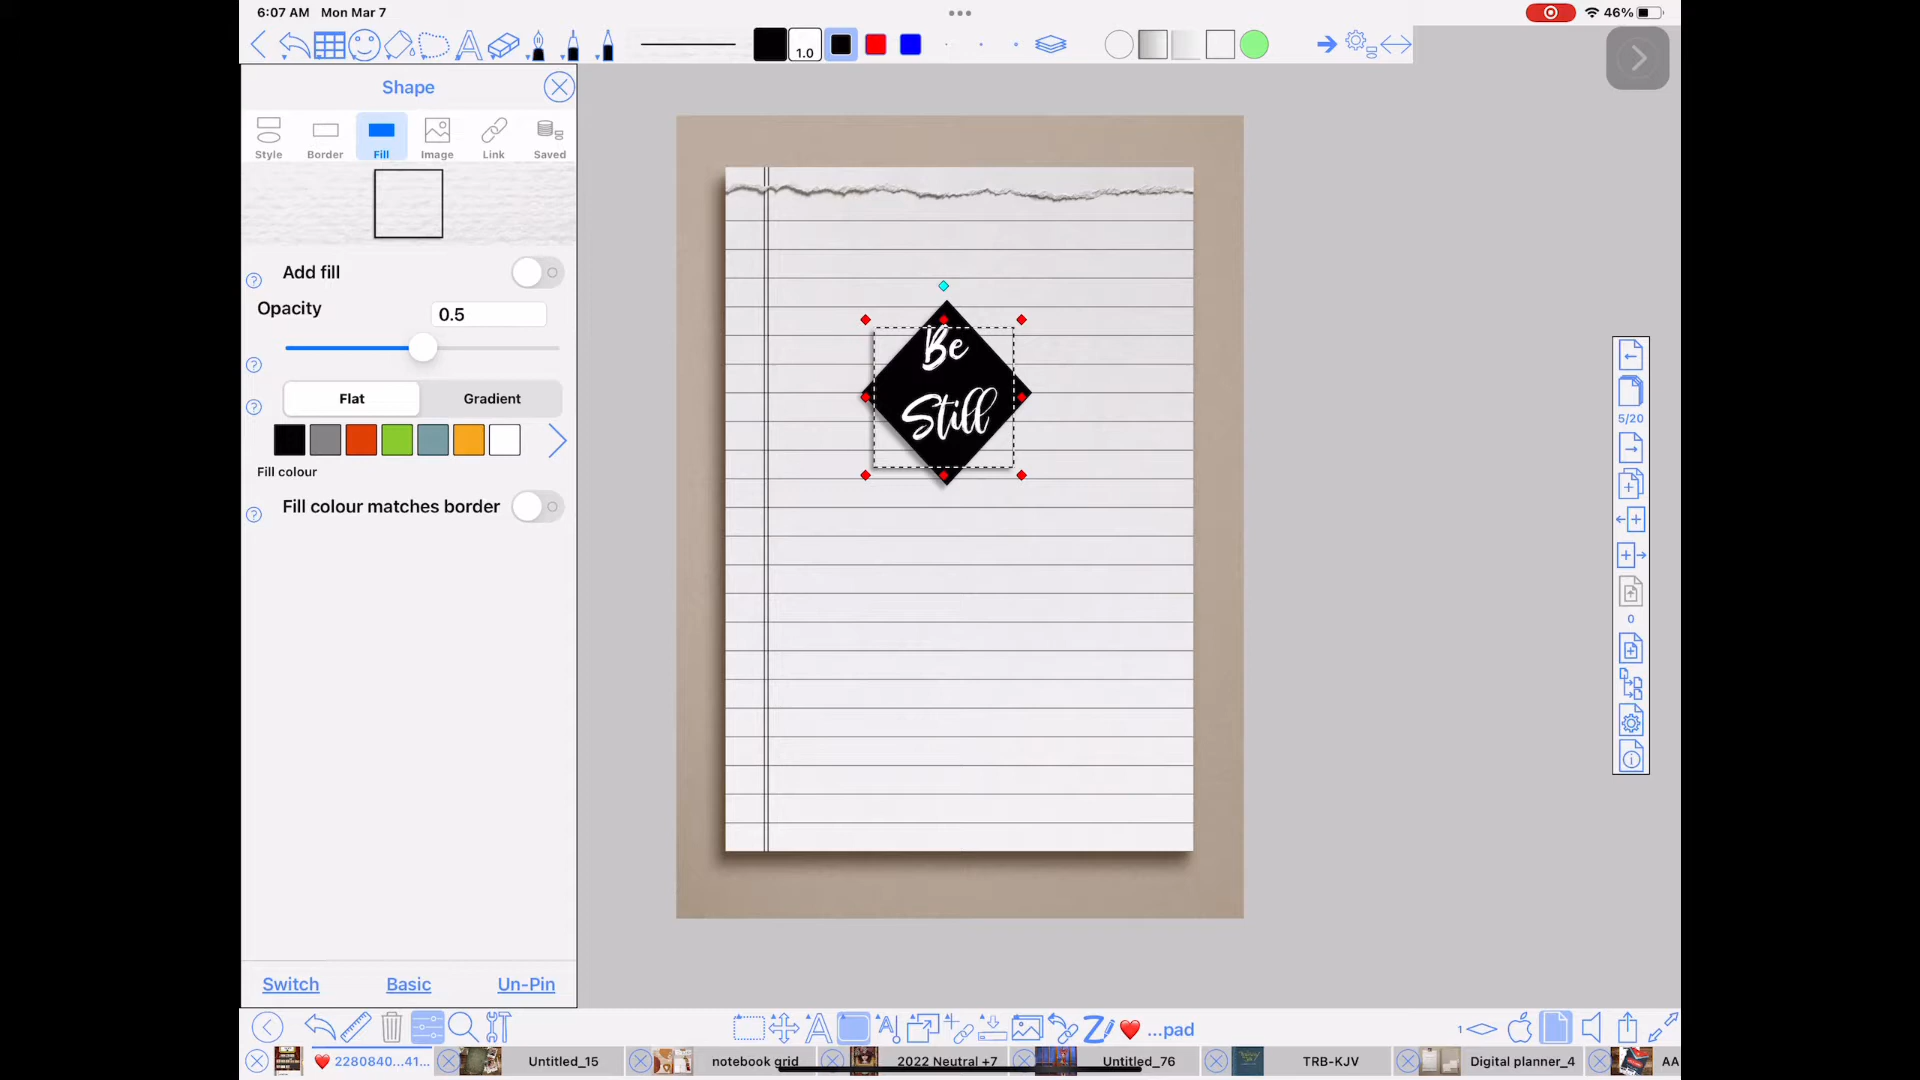 6:07 AM Mon Mar 7
46%
1.0
Shape
Style Border Fill Image Link Saved
Add fill
Opacity 0.5
Flat Gradient
Fill colour
Fill colour matches border
Be
Still
5/20
0
Switch Basic Un-Pin
...pad
1
2280840...41... Untitled_15 notebook grid 2022 Neutral +7 Untitled_76 TRB-KJV Digital planner_4 AA